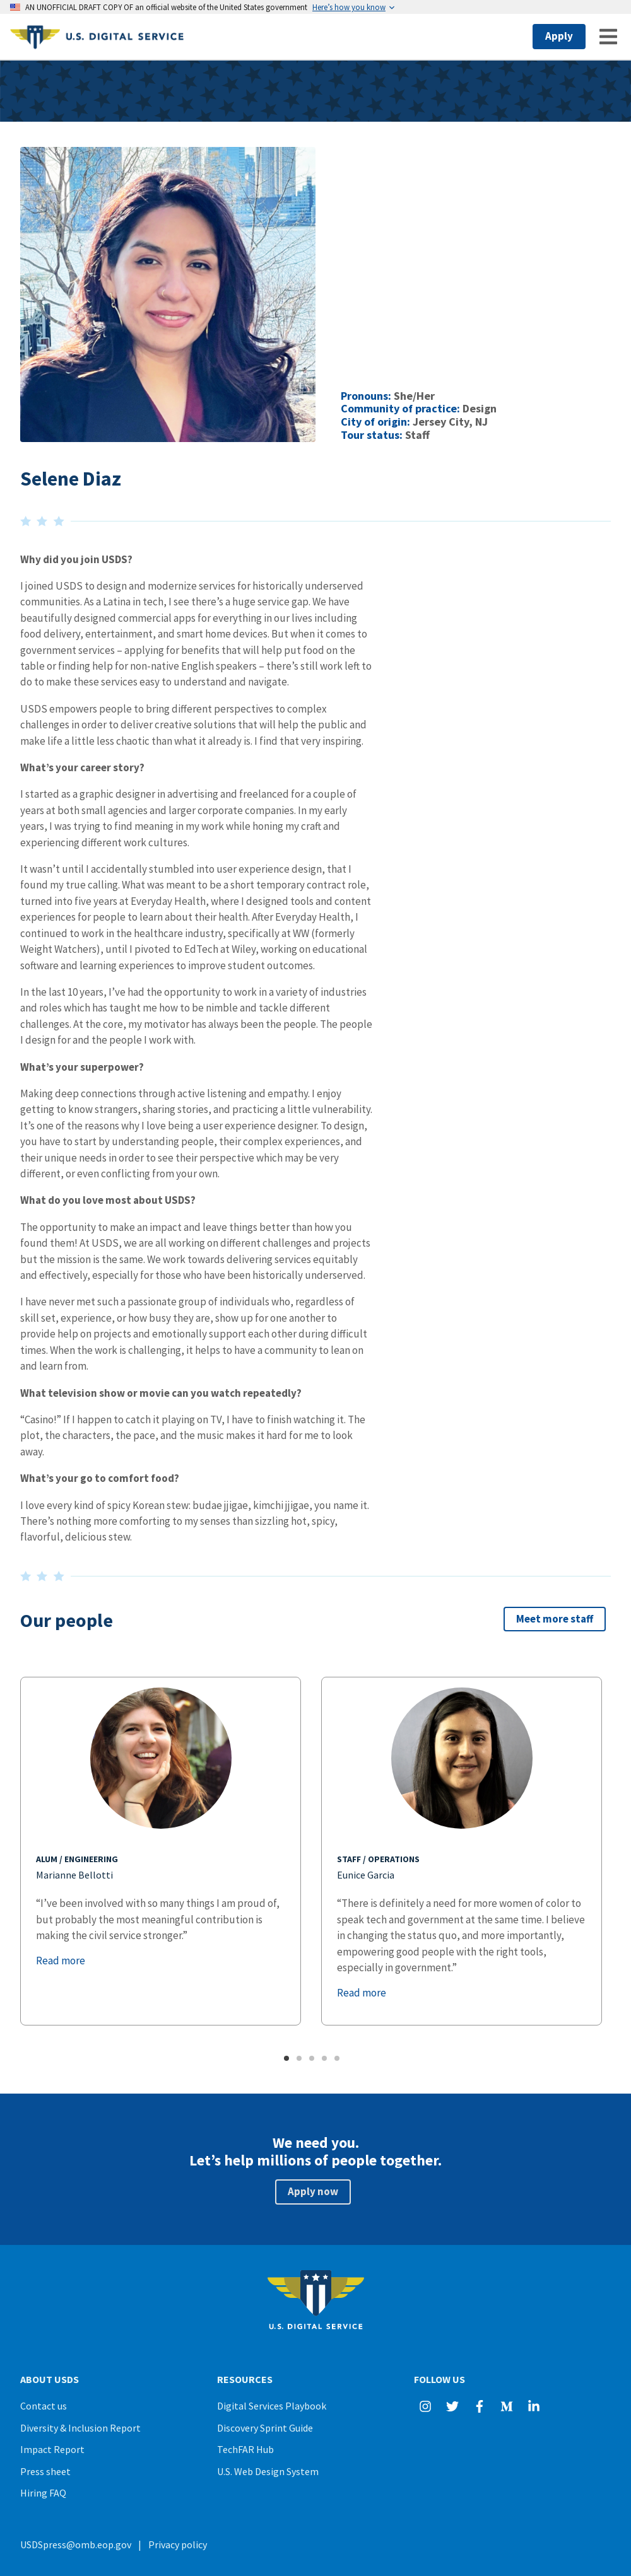 AN UNOFFICIAL DRAFT COPY OF an official website of the United States government Here's how you know
U.S. DIGITAL SERVICE
Apply
Pronouns: She/Her
Community of practice: Design
City of origin: Jersey City, NJ
Tour status: Staff
Selene Diaz
Why did you join USDS?
I joined USDS to design and modernize services for historically underserved
communities. As a Latina in tech, I see there's a huge service gap. We have
beautifully designed commercial apps for everything in our lives including
food delivery, entertainment, and smart home devices. But when it comes to
government services – applying for benefits that will help put food on the
table or finding help for non-native English speakers – there's still work left to
do to make these services easy to understand and navigate.
USDS empowers people to bring different perspectives to complex
challenges in order to deliver creative solutions that will help the public and
make life a little less chaotic than what it already is. I find that very inspiring.
What's your career story?
I started as a graphic designer in advertising and freelanced for a couple of
years at both small agencies and larger corporate companies. In my early
years, I was trying to find meaning in my work while honing my craft and
experiencing different work cultures.
It wasn't until I accidentally stumbled into user experience design, that I
found my true calling. What was meant to be a short temporary contract role,
turned into five years at Everyday Health, where I designed tools and content
experiences for people to learn about their health. After Everyday Health, I
continued to work in the healthcare industry, specifically at WW (formerly
Weight Watchers), until I pivoted to EdTech at Wiley, working on educational
software and learning experiences to improve student outcomes.
In the last 10 years, I've had the opportunity to work in a variety of industries
and roles which has taught me how to be nimble and tackle different
challenges. At the core, my motivator has always been the people. The people
I design for and the people I work with.
What's your superpower?
Making deep connections through active listening and empathy. I enjoy
getting to know strangers, sharing stories, and practicing a little vulnerability.
It's one of the reasons why I love being a user experience designer. To design,
you have to start by understanding people, their complex experiences, and
their unique needs in order to see their perspective which may be very
different, or even conflicting from your own.
What do you love most about USDS?
The opportunity to make an impact and leave things better than how you
found them! At USDS, we are all working on different challenges and projects
but the mission is the same. We work towards delivering services equitably
and effectively, especially for those who have been historically underserved.
I have never met such a passionate group of individuals who, regardless of
skill set, experience, or how busy they are, show up for one another to
provide help on projects and emotionally support each other during difficult
times. When the work is challenging, it helps to have a community to lean on
and learn from.
What television show or movie can you watch repeatedly?
“Casino!” If I happen to catch it playing on TV, I have to finish watching it. The
plot, the characters, the pace, and the music makes it hard for me to look
away.
What's your go to comfort food?
I love every kind of spicy Korean stew: budae jjigae, kimchi jjigae, you name it.
There's nothing more comforting to my senses than sizzling hot, spicy,
flavorful, delicious stew.
Our people
Meet more staff
ALUM / ENGINEERING
Marianne Bellotti
“I've been involved with so many things I am proud of,
but probably the most meaningful contribution is
making the civil service stronger.”
Read more
STAFF / OPERATIONS
Eunice Garcia
“There is definitely a need for more women of color to
speak tech and government at the same time. I believe
in changing the status quo, and more importantly,
empowering good people with the right tools,
especially in government.”
Read more
We need you.
Let's help millions of people together.
Apply now
U.S. DIGITAL SERVICE
ABOUT USDS
Contact us
Diversity & Inclusion Report
Impact Report
Press sheet
Hiring FAQ
RESOURCES
Digital Services Playbook
Discovery Sprint Guide
TechFAR Hub
U.S. Web Design System
FOLLOW US
USDSpress@omb.eop.gov | Privacy policy